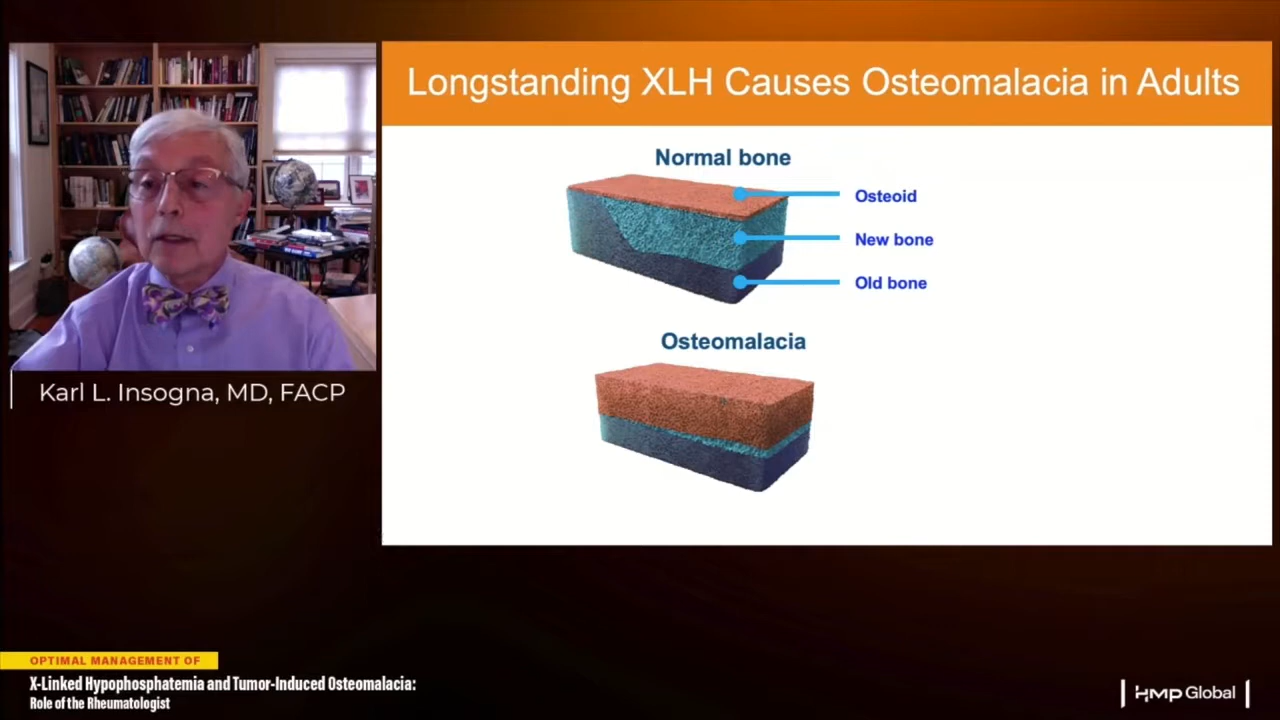 Longstanding XLH Causes Osteomalacia in Adults
Normal bone
Osteoid
New bone
Old bone
Osteomalacia
Karl L. Insogna, MD, FACP
OPTIMAL MANAGEMENT OF
X-Linked Hypophosphatemia and Tumor-Induced Osteomalacia:
Role of the Rheumatologist
HMP Global